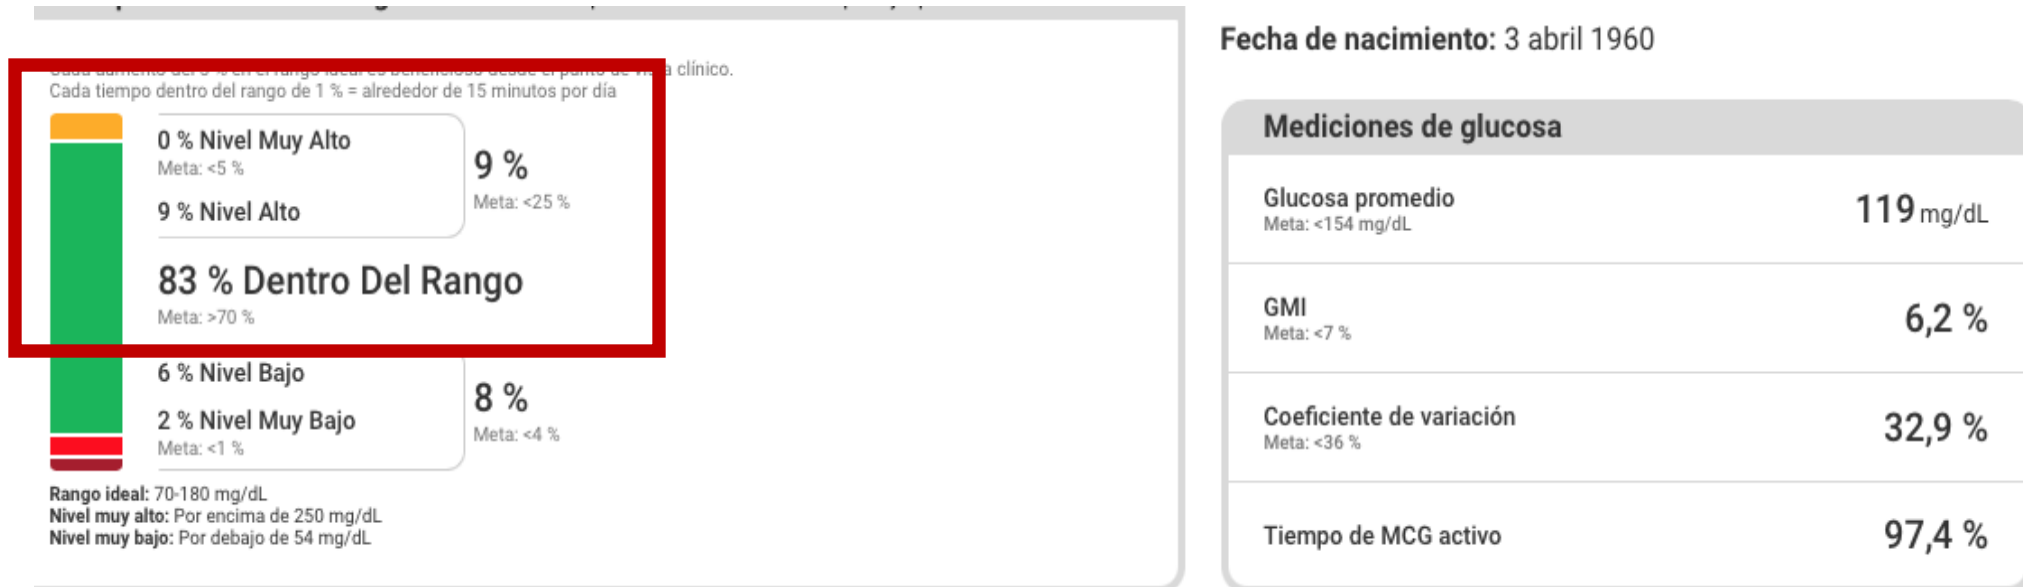 a clínico.
Cada tiempo dentro del rango de 1 % = alrededor de 15 minutos por día
0 % Nivel Muy Alto
Meta: <5 %
9 % Nivel Alto
9 %
Meta: <25 %
83 % Dentro Del Rango
Meta: >70 %
6 % Nivel Bajo
2 % Nivel Muy Bajo
Meta: <1 %
8 %
Meta: <4 %
Rango ideal: 70-180 mg/dL
Nivel muy alto: Por encima de 250 mg/dL
Nivel muy bajo: Por debajo de 54 mg/dL
Fecha de nacimiento: 3 abril 1960
Mediciones de glucosa
Glucosa promedio
Meta: <154 mg/dL
119 mg/dL
GMI
Meta: <7 %
6,2 %
Coeficiente de variación
Meta: <36 %
32,9 %
Tiempo de MCG activo
97,4 %